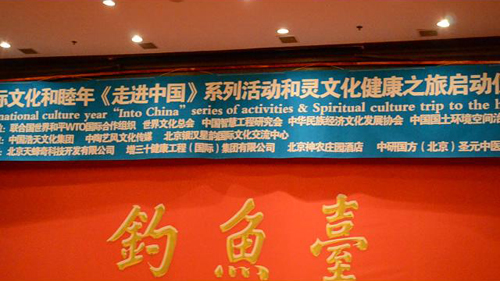 际文化和睦年《走进中国》系列活动和灵文化健康之旅启动仪
national culture year "Into China" series of activities & Spiritual culture trip to the
联合国世界和平WTO国际合作组织 世界文化总会 中国智慧工程研究会 中华民族经济文化发展协会 中国国土环境空间
中国浩天文化集团 中陶艺风文化传媒 北京银汉星韵国际文化交流中心
北京天蜂奇科技开发有限公司 增三十健康工程（国际）集团有限公司 北京神农庄园酒店 中研国方（北京）圣元中医
釣魚臺